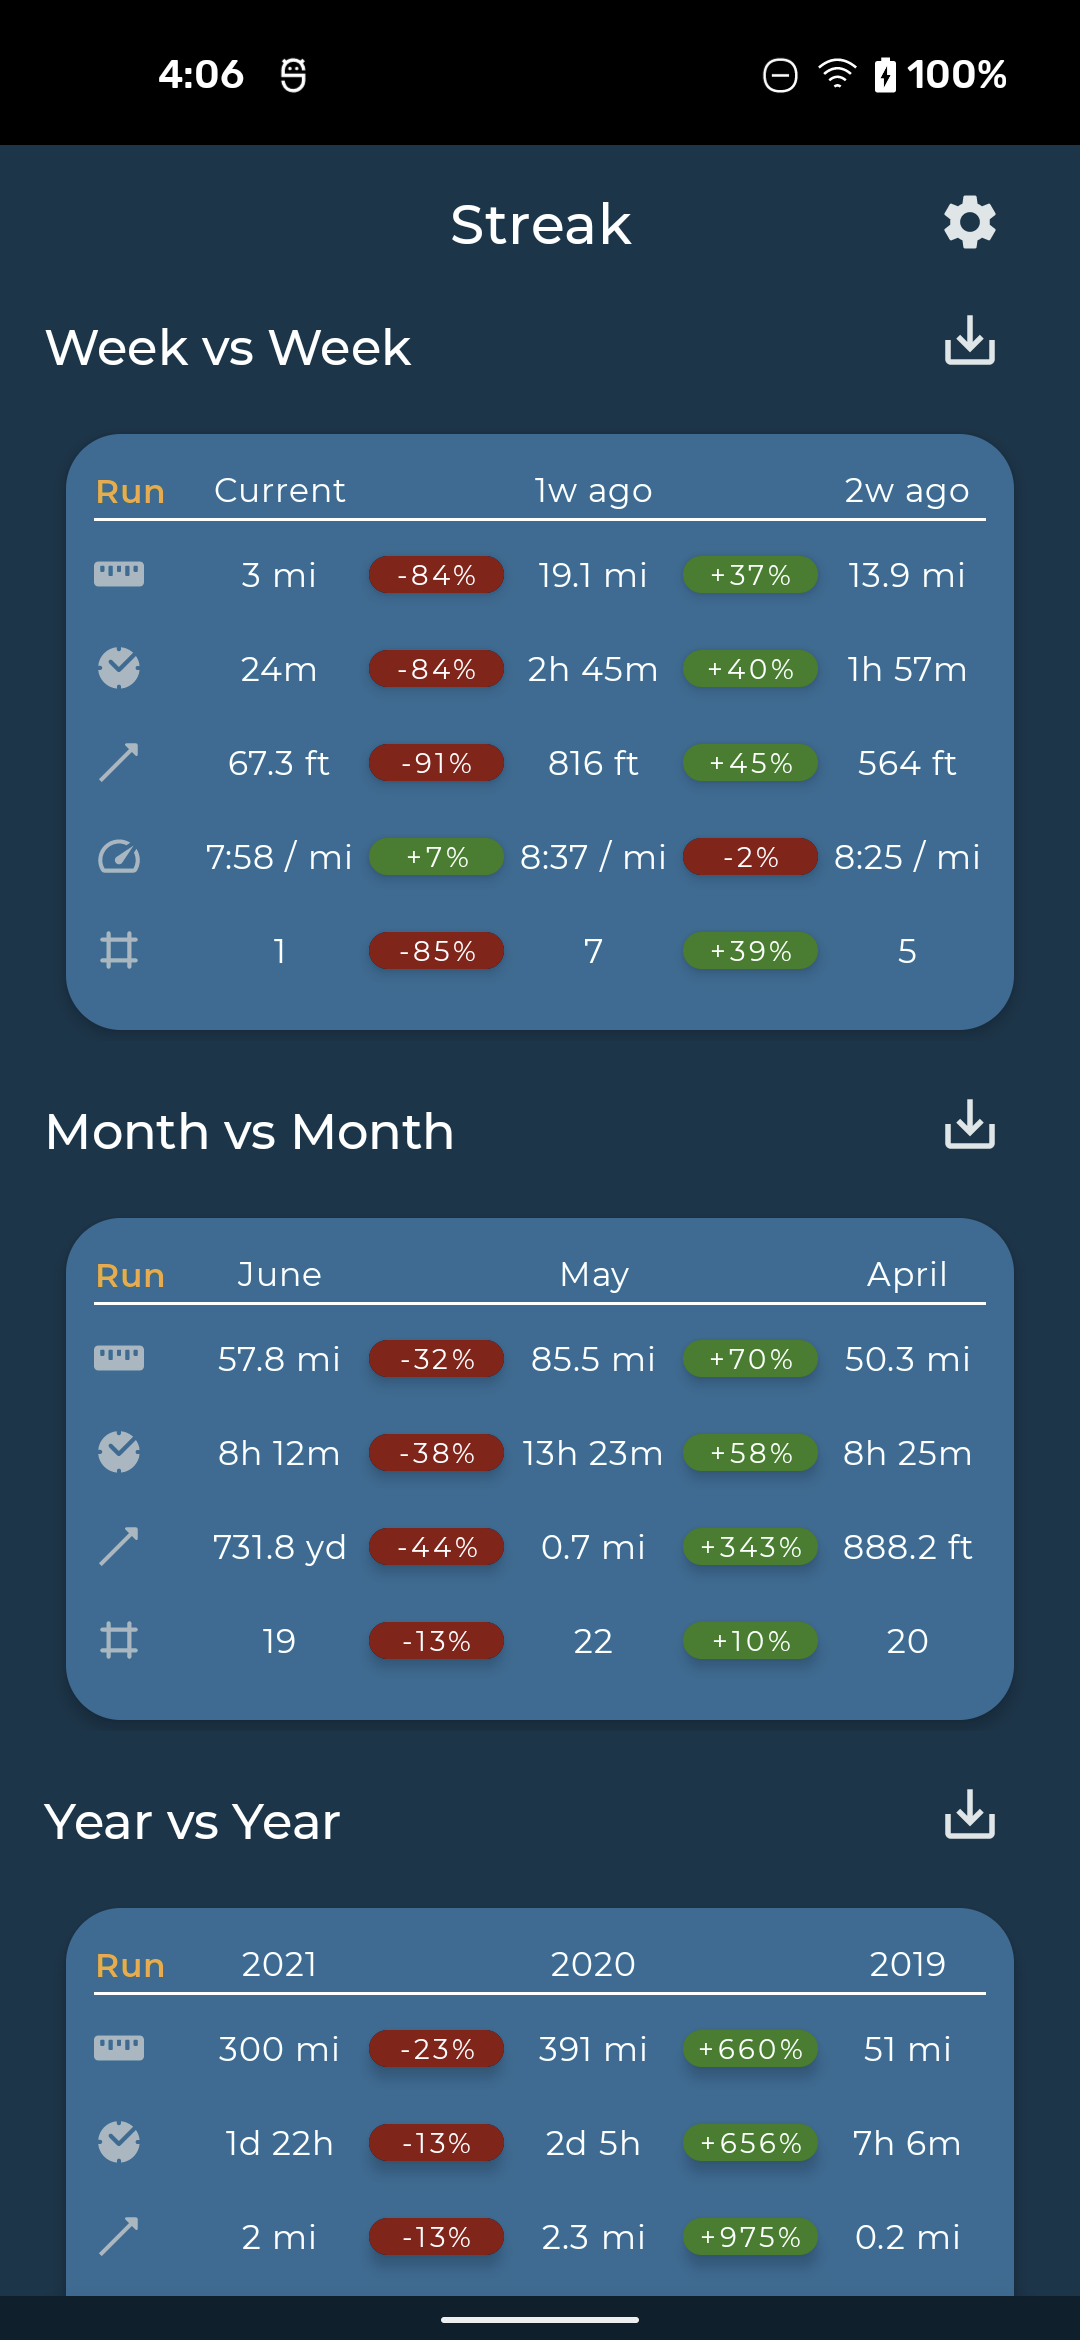 4:06 100%
Streak
Week vs Week
Run Current 1w ago 2w ago
3 mi -84% 19.1 mi +37% 13.9 mi
24m -84% 2h 45m +40% 1h 57m
67.3 ft -91% 816 ft +45% 564 ft
7:58 / mi +7% 8:37 / mi -2% 8:25 / mi
1 -85% 7 +39% 5
Month vs Month
Run June May April
57.8 mi -32% 85.5 mi +70% 50.3 mi
8h 12m -38% 13h 23m +58% 8h 25m
731.8 yd -44% 0.7 mi +343% 888.2 ft
19 -13% 22 +10% 20
Year vs Year
Run 2021 2020 2019
300 mi -23% 391 mi +660% 51 mi
1d 22h -13% 2d 5h +656% 7h 6m
2 mi -13% 2.3 mi +975% 0.2 mi